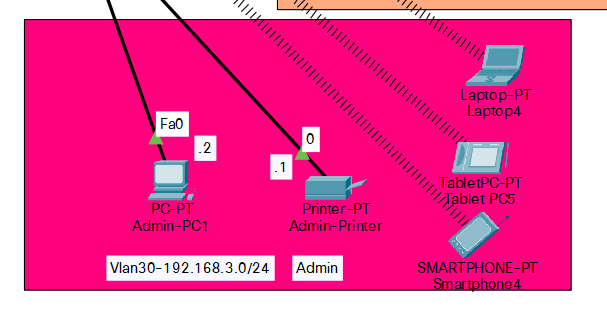 Laptop-PT
Laptop4
Fa0
.2
0
.1
TabletPC-PT
Tablet PC5
PC-PT
Admin-PC1
Printer-PT
Admin-Printer
Vlan30-192.168.3.0/24
Admin
SMARTPHONE-PT
Smartphone4